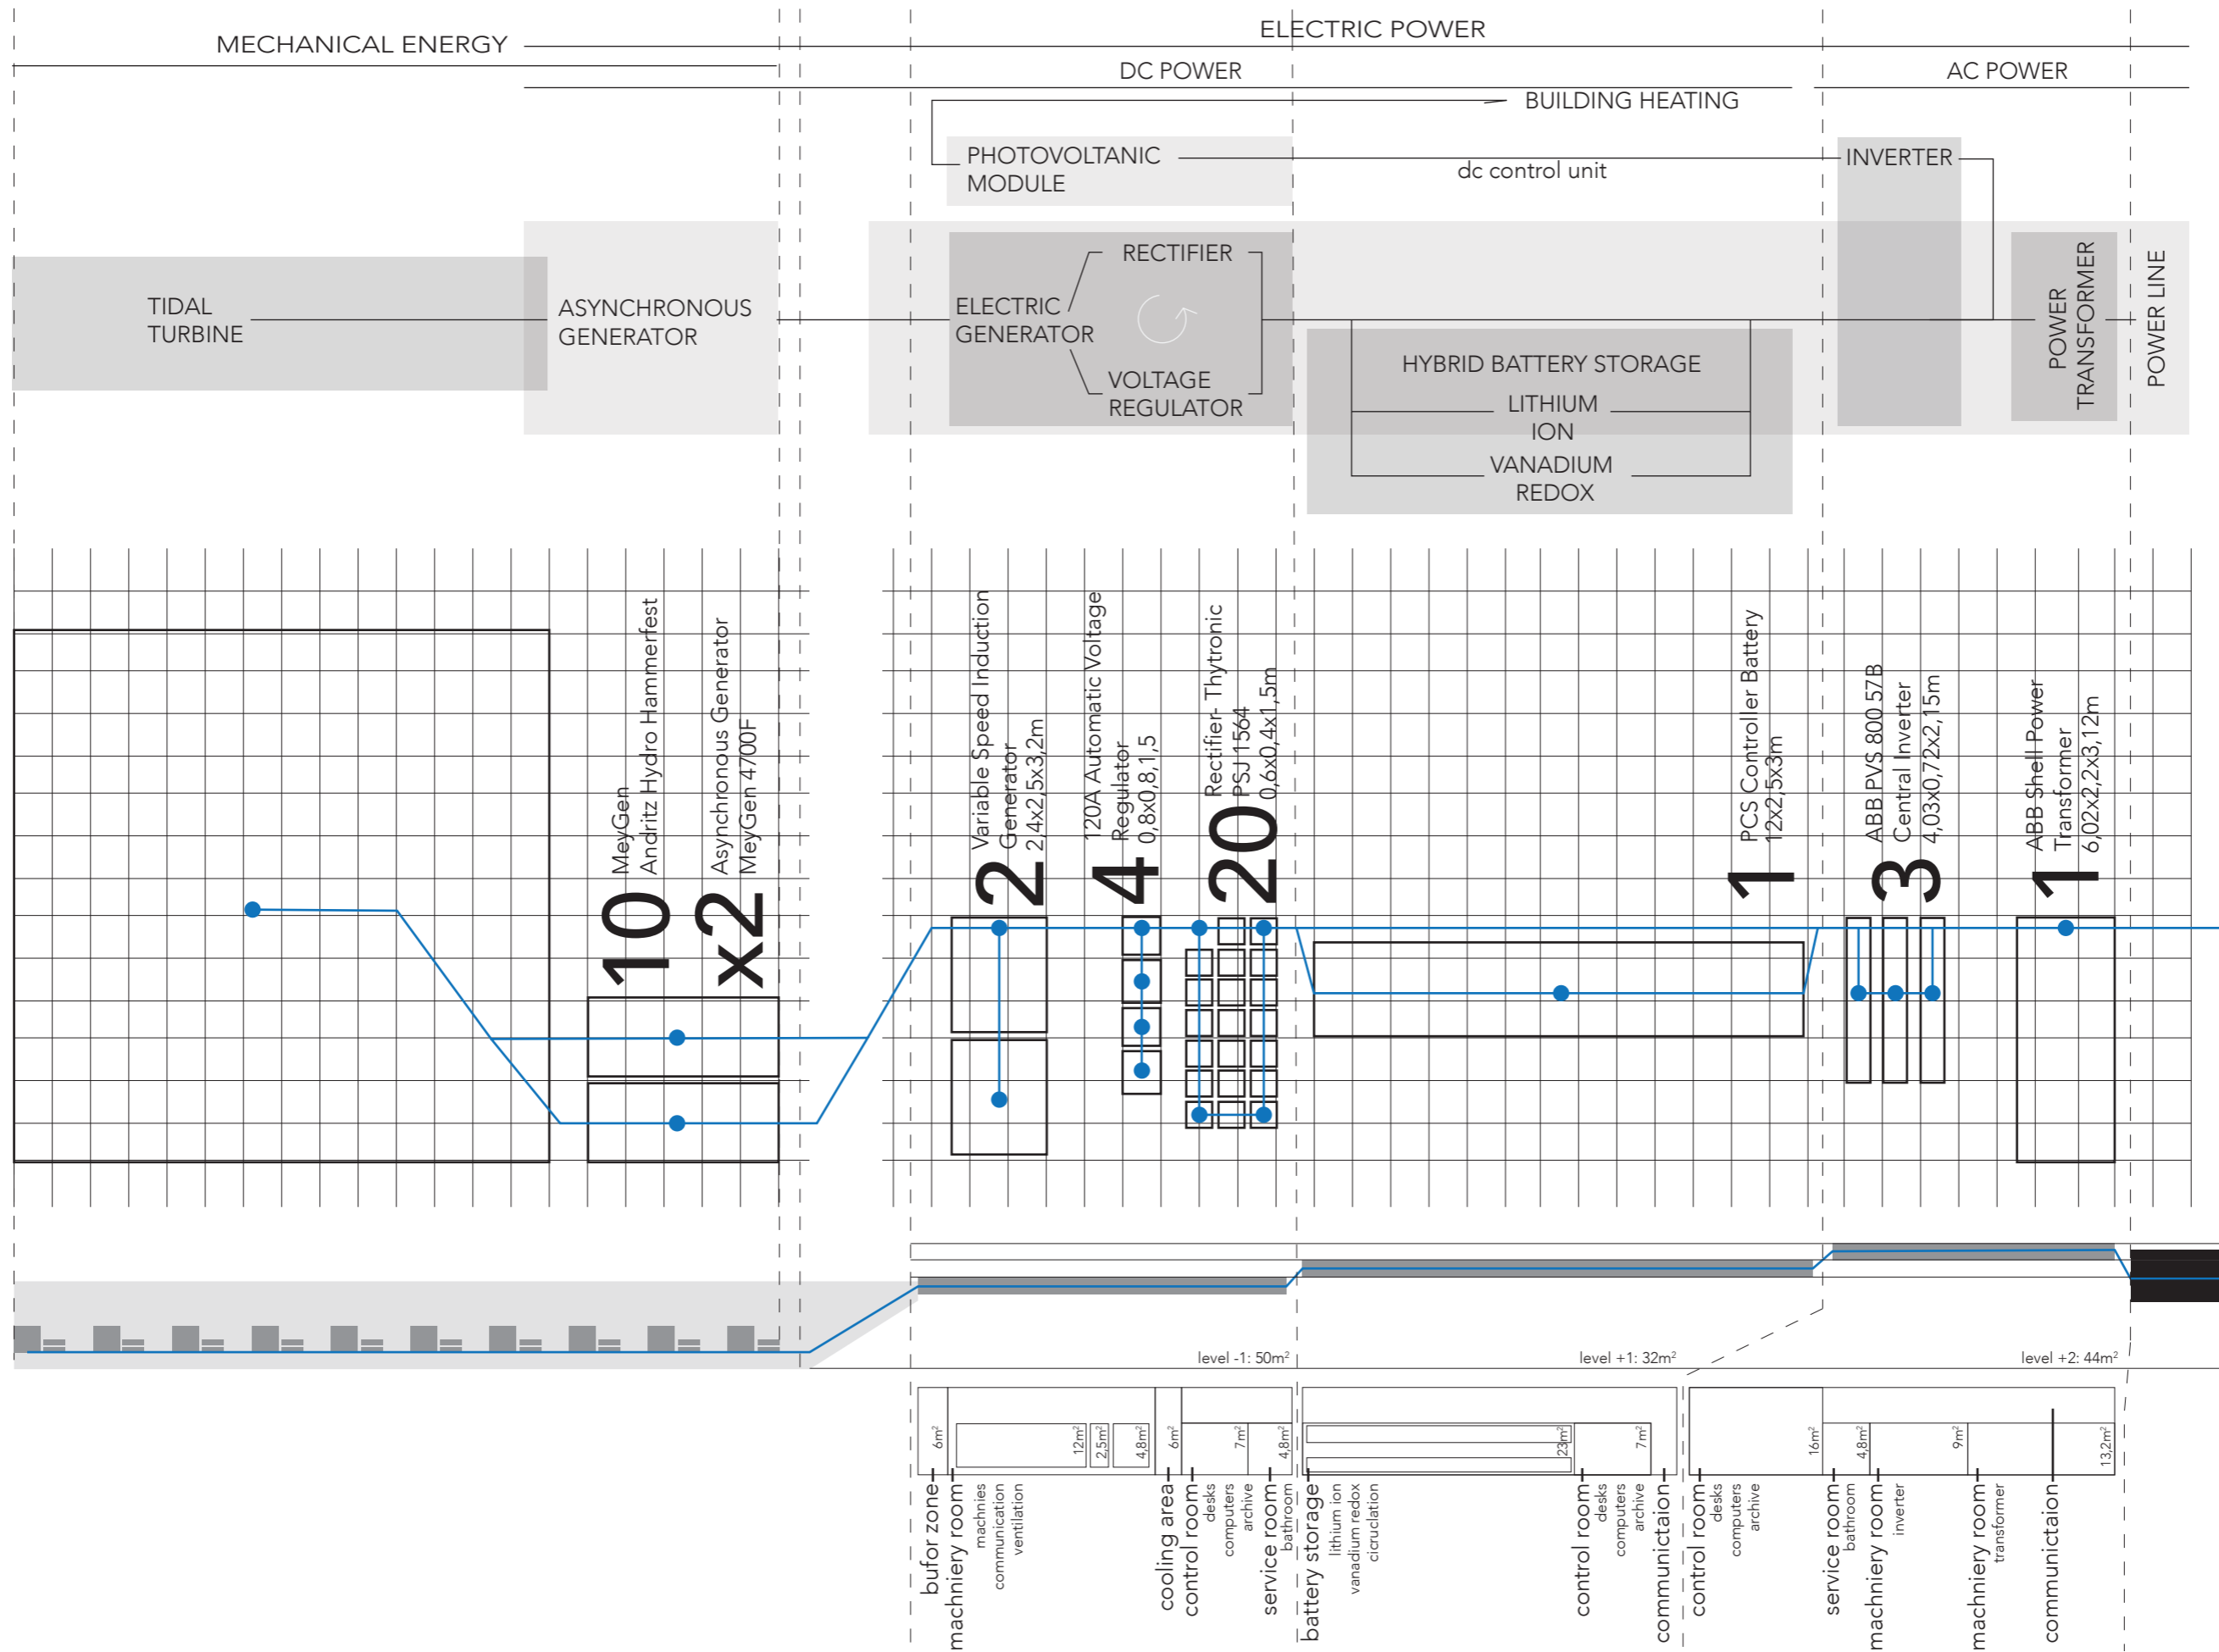 MECHANICAL ENERGY
ELECTRIC POWER
DC POWER
AC POWER
BUILDING HEATING
PHOTOVOLTANIC
MODULE
dc control unit
INVERTER
TIDAL
TURBINE
ASYNCHRONOUS
GENERATOR
ELECTRIC
GENERATOR
RECTIFIER
VOLTAGE
REGULATOR
HYBRID BATTERY STORAGE
LITHIUM
ION
VANADIUM
REDOX
POWER
TRANSFORMER
POWER LINE
10
MeyGen
Andritz Hydro Hammerfest
x2
Asynchronous Generator
MeyGen 4700F
2
Variable Speed Induction
Generator
2,4x2,5x3,2m
4
120A Automatic Voltage
Regulator
0,8x0,8,1,5
20
Rectifier- Thytronic
PSJ 1564
0,6x0,4x1,5m
1
PCS Controller Battery
12x2,5x3m
3
ABB PVS 800 57B
Central Inverter
4,03x0,72x2,15m
1
ABB Shell Power
Transformer
6,02x2,2x3,12m
level -1: 50m²
level +1: 32m²
level +2: 44m²
6m²
12m²
2,5m²
4,8m²
6m²
7m²
4,8m²
23m²
7m²
16m²
4,8m²
9m²
13,2m²
bufor zone
machniery room
machnies
communication
ventilation
cooling area
control room
desks
computers
archive
service room
bathroom
battery storage
lithium ion
vanadium redox
cicruclation
control room
desks
computers
archive
communictaion
control room
desks
computers
archive
service room
bathroom
machniery room
inverter
machniery room
transformer
communictaion